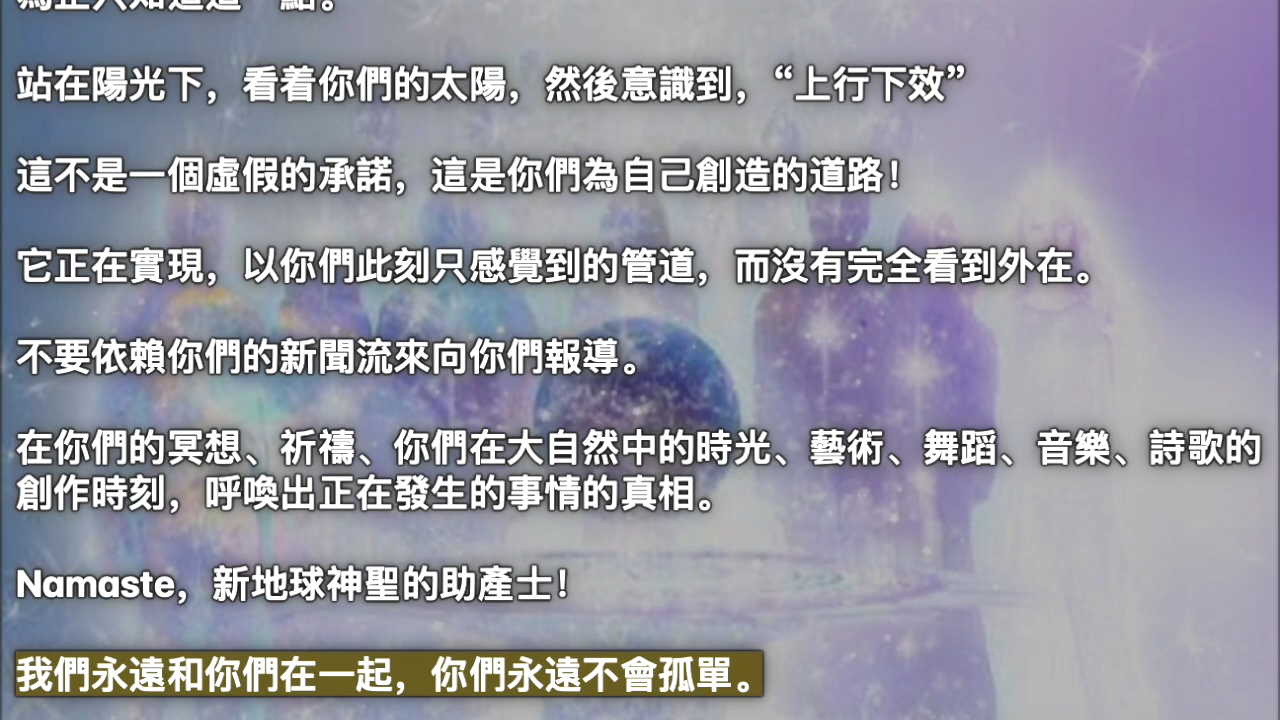 站在陽光下，看着你們的太陽，然後意識到，“上行下效”
這不是一個虛假的承諾，這是你們為自己創造的道路！
它正在實現，以你們此刻只感覺到的管道，而沒有完全看到外在。
不要依賴你們的新聞流來向你們報導。
在你們的冥想、祈禱、你們在大自然中的時光、藝術、舞蹈、音樂、詩歌的
創作時刻，呼喚出正在發生的事情的真相。
Namaste，新地球神聖的助產士！
我們永遠和你們在一起，你們永遠不會孤單。